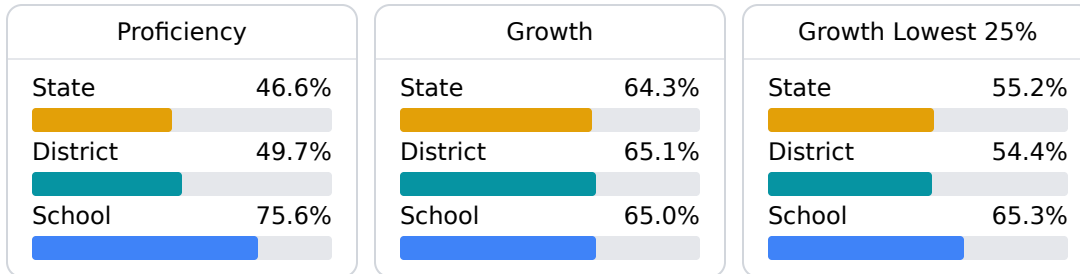 Proficiency
State 46.6%
District 49.7%
School 75.6%
Growth
State 64.3%
District 65.1%
School 65.0%
Growth Lowest 25%
State 55.2%
District 54.4%
School 65.3%